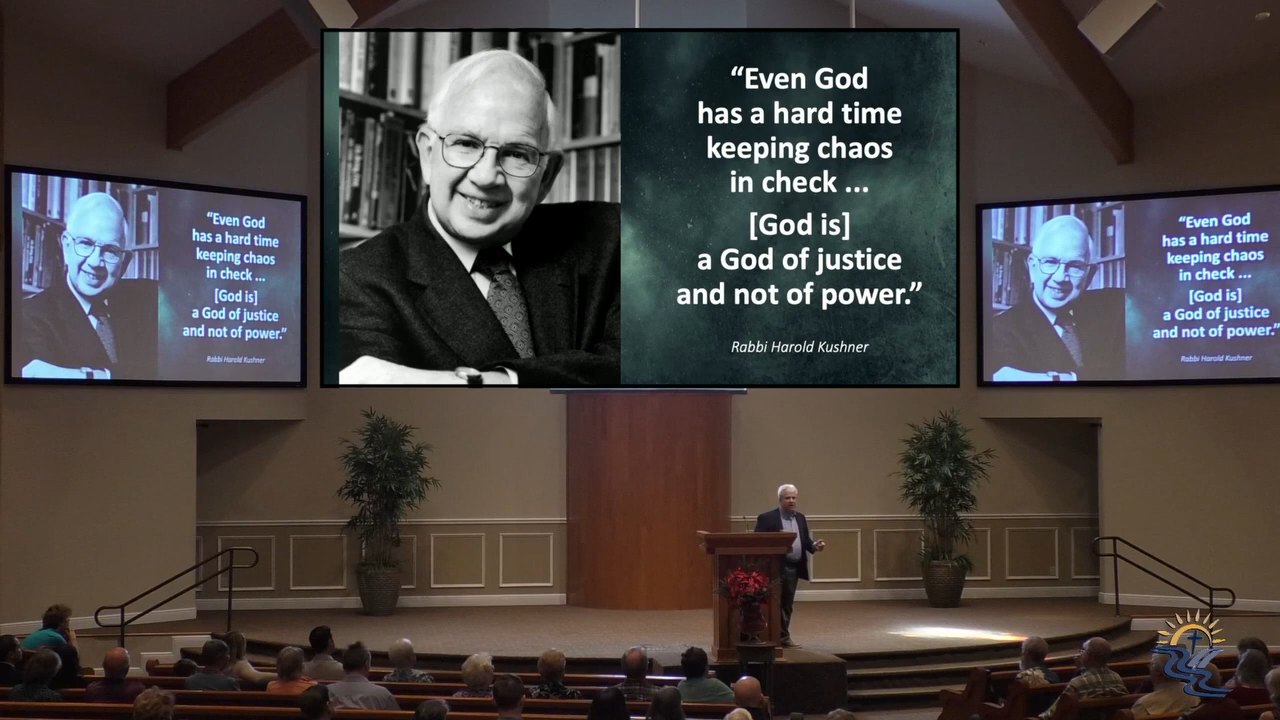 “Even God
has a hard time
keeping chaos
in check ...
[God is]
a God of justice
and not of power.”
Rabbi Harold Kushner
“Even God
has a hard time
keeping chaos
in check ...
[God is]
a God of justice
and not of power.”
Rabbi Harold Kushner
“Even God
has a hard time
keeping chaos
in check ...
[God is]
a God of justice
and not of power.”
Rabbi Harold Kushner